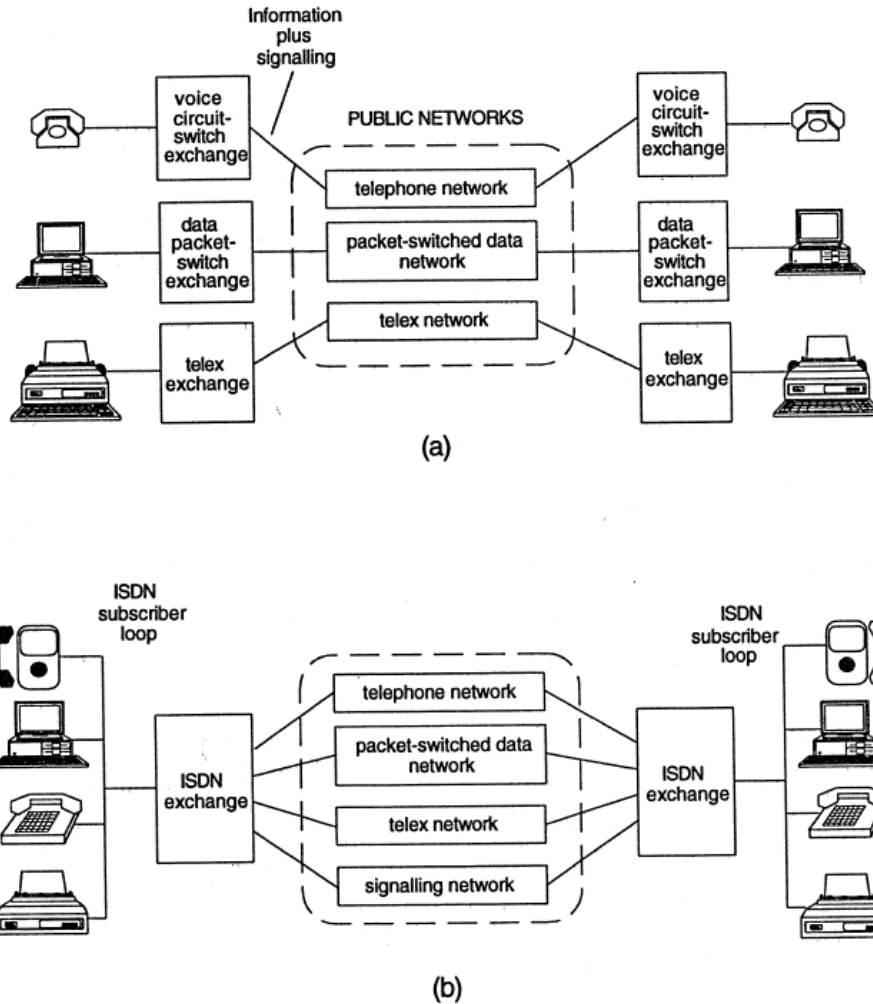 Information
plus
signalling
PUBLIC NETWORKS
voice
circuit-
switch
exchange
telephone network
voice
circuit-
switch
exchange
data
packet-
switch
exchange
packet-switched data
network
data
packet-
switch
exchange
telex
exchange
telex network
telex
exchange
(a)
ISDN
subscriber
loop
ISDN
subscriber
loop
ISDN
exchange
telephone network
packet-switched data
network
telex network
signalling network
ISDN
exchange
(b)